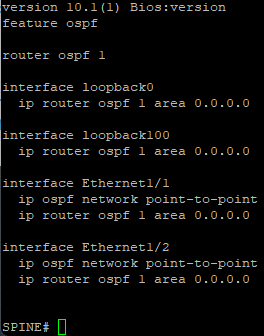 version 10.1(1) Bios:version
feature ospf
router ospf 1
interface loopback0
ip router ospf 1 area 0.0.0.0
interface loopback100
ip router ospf 1 area 0.0.0.0
interface Ethernet1/1
ip ospf network point-to-point
ip router ospf 1 area 0.0.0.0
interface Ethernet1/2
ip ospf network point-to-point
ip router ospf 1 area 0.0.0.0
SPINE#